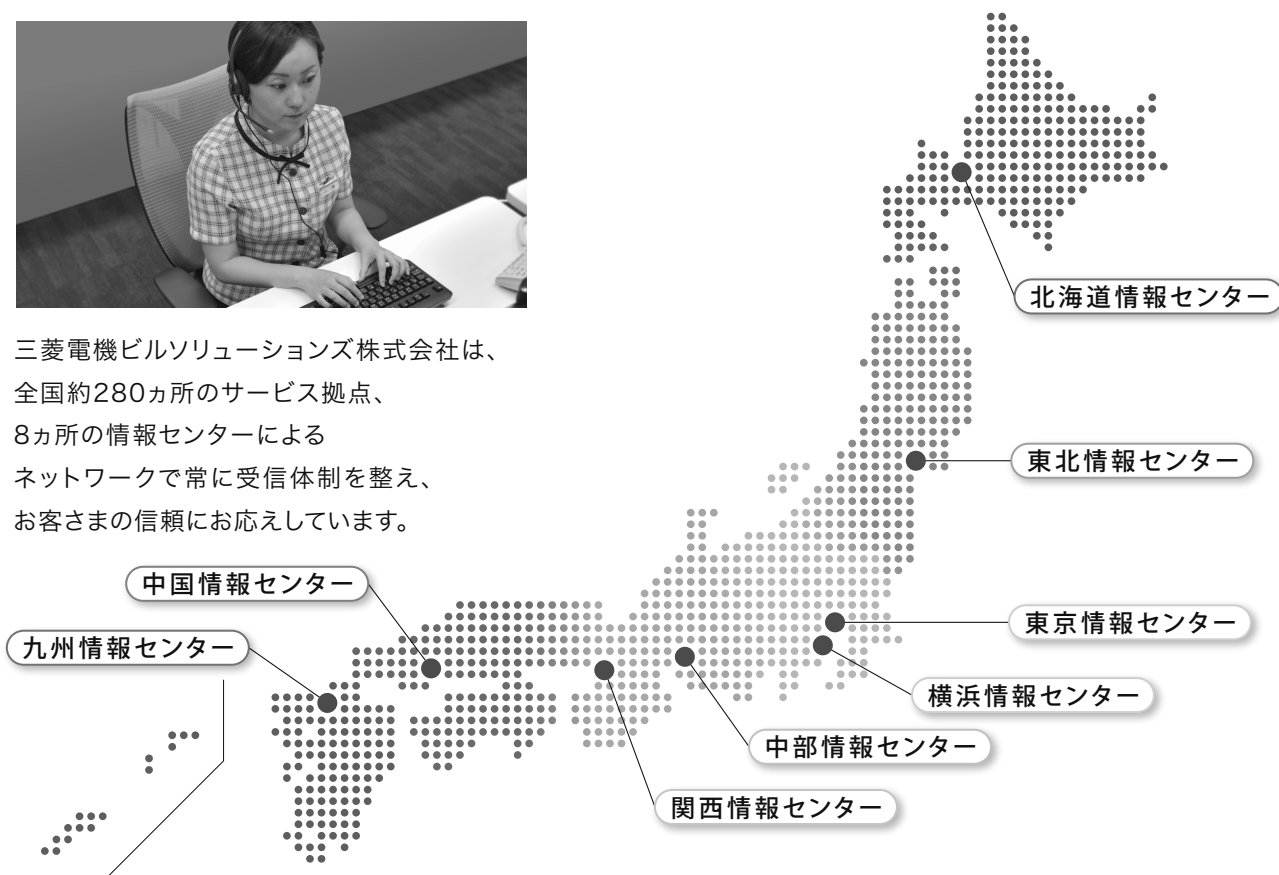 三菱電機ビルソリューションズ株式会社は、
全国約280ヵ所のサービス拠点、
8ヵ所の情報センターによる
ネットワークで常に受信体制を整え、
お客さまの信頼にお応えしています。
北海道情報センター
東北情報センター
中国情報センター
東京情報センター
九州情報センター
横浜情報センター
中部情報センター
関西情報センター